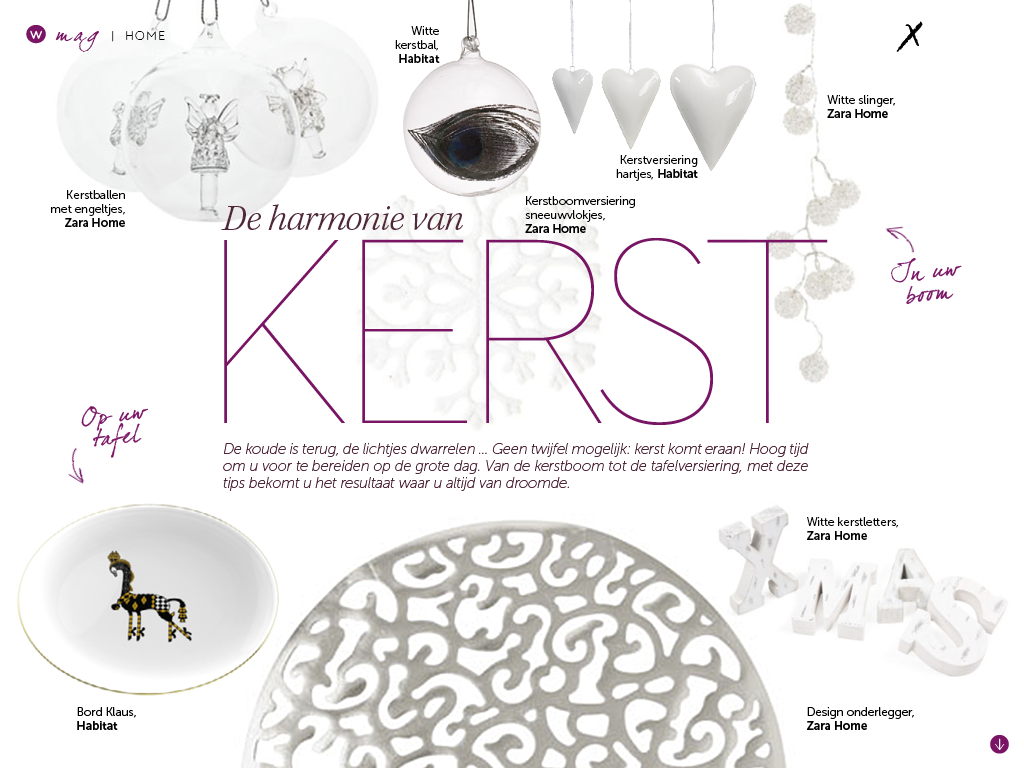 W mag | HOME
Witte
kerstbal,
Habitat
X
Witte slinger,
Zara Home
Kerstversiering
hartjes, Habitat
Kerstballen
met engeltjes,
Zara Home
Kerstboomversiering
sneeuwvlokjes,
Zara Home
De harmonie van
KERST
In uw
boom
Op uw
tafel
De koude is terug, de lichtjes dwarrelen ... Geen twijfel mogelijk: kerst komt eraan! Hoog tijd
om u voor te bereiden op de grote dag. Van de kerstboom tot de tafelversiering, met deze
tips bekomt u het resultaat waar u altijd van droomde.
Witte kerstletters,
Zara Home
X-MAS
Bord Klaus,
Habitat
Design onderlegger,
Zara Home